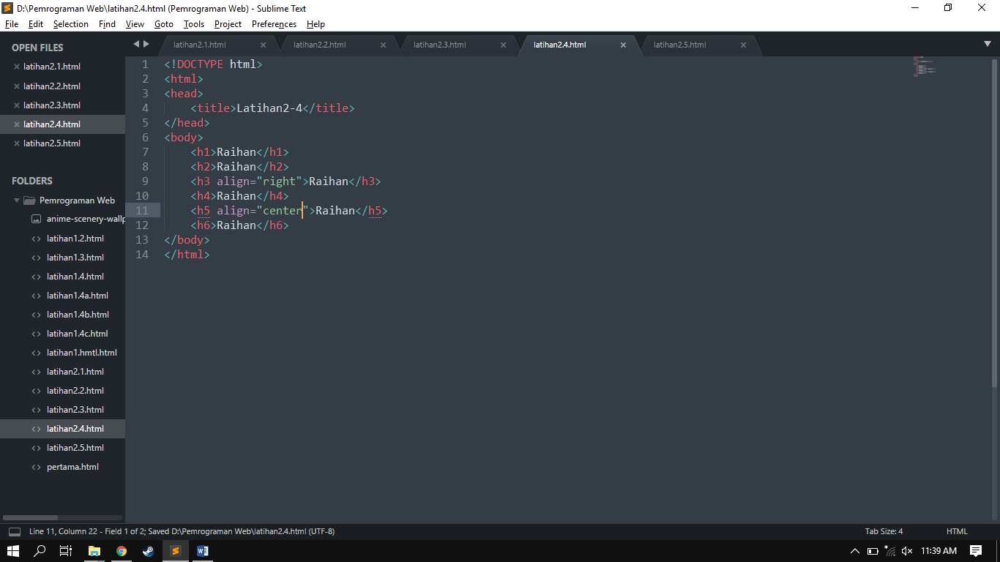 D:\Pemrograman Web\latihan2.4.html (Pemrograman Web) - Sublime Text
File Edit Selection Find View Goto Tools Project Preferences Help
OPEN FILES
latihan2.1.html
latihan2.2.html
latihan2.3.html
latihan2.4.html
latihan2.5.html
FOLDERS
Pemrograman Web
anime-scenery-wallp
latihan1.2.html
latihan1.3.html
latihan1.4.html
latihan1.4a.html
latihan1.4b.html
latihan1.4c.html
latihan1.hmtl.html
latihan2.1.html
latihan2.2.html
latihan2.3.html
latihan2.4.html
latihan2.5.html
pertama.html
latihan2.1.html latihan2.2.html latihan2.3.html latihan2.4.html latihan2.5.html
1 <!DOCTYPE html>
2 <html>
3 <head>
4     <title>Latihan2-4</title>
5 </head>
6 <body>
7     <h1>Raihan</h1>
8     <h2>Raihan</h2>
9     <h3 align="right">Raihan</h3>
10     <h4>Raihan</h4>
11     <h5 align="center">Raihan</h5>
12     <h6>Raihan</h6>
13 </body>
14 </html>
Line 11, Column 22 - Field 1 of 2; Saved D:\Pemrograman Web\latihan2.4.html (UTF-8) Tab Size: 4 HTML
11:39 AM